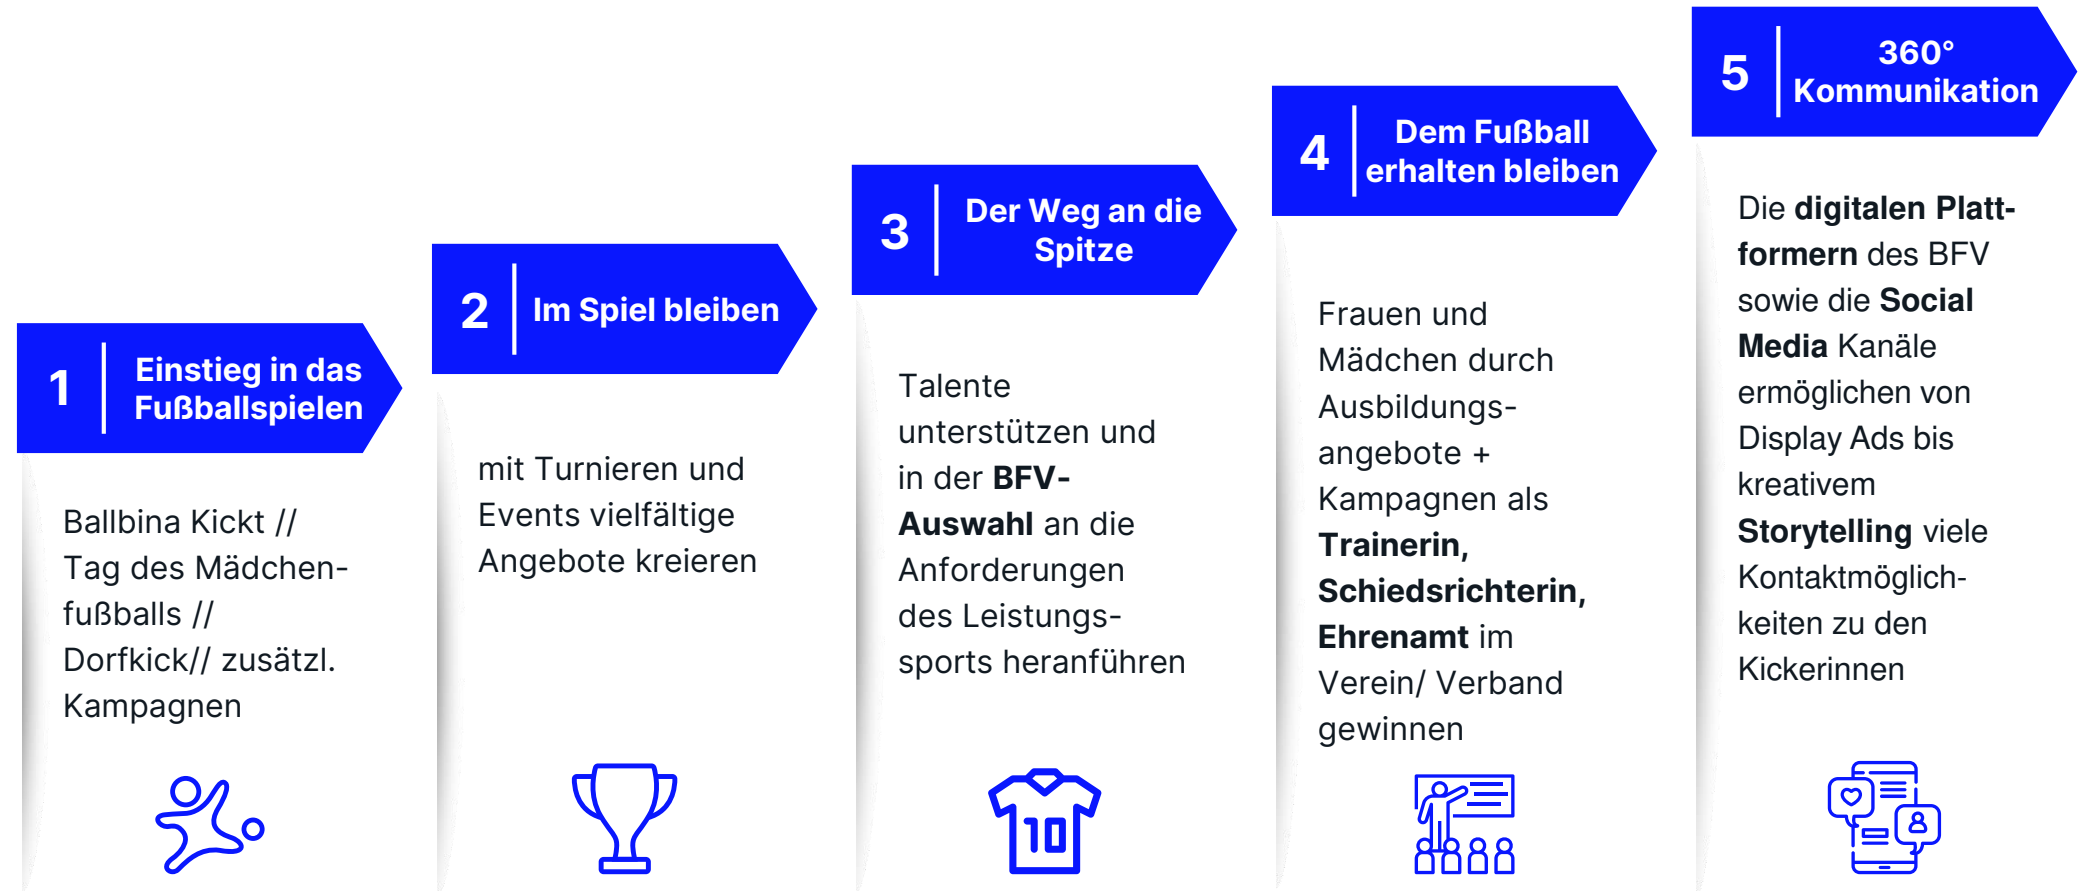 1
Einstieg in das
Fußballspielen
Ballbina Kickt //
Tag des Mädchen-
fußballs //
Dorfkick// zusätzl.
Kampagnen
2
Im Spiel bleiben
mit Turnieren und
Events vielfältige
Angebote kreieren
3
Der Weg an die
Spitze
Talente
unterstützen und
in der BFV-
Auswahl an die
Anforderungen
des Leistungs-
sports heranführen
10
4
Dem Fußball
erhalten bleiben
Frauen und
Mädchen durch
Ausbildungs-
angebote +
Kampagnen als
Trainerin,
Schiedsrichterin,
Ehrenamt im
Verein/ Verband
gewinnen
5
360°
Kommunikation
Die digitalen Platt-
formern des BFV
sowie die Social
Media Kanäle
ermöglichen von
Display Ads bis
kreativem
Storytelling viele
Kontaktmöglich-
keiten zu den
Kickerinnen